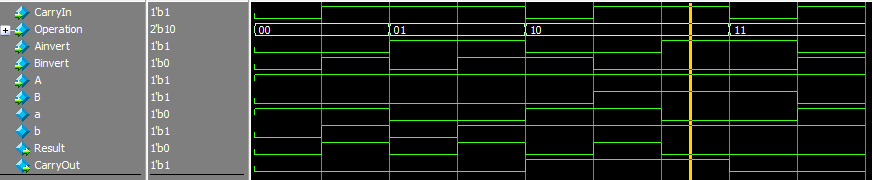 CarryIn 1'b1
Operation 2'b10 00 01 10 11
Ainvert 1'b1
Binvert 1'b0
A 1'b1
B 1'b1
a 1'b0
b 1'b1
Result 1'b0
CarryOut 1'b1